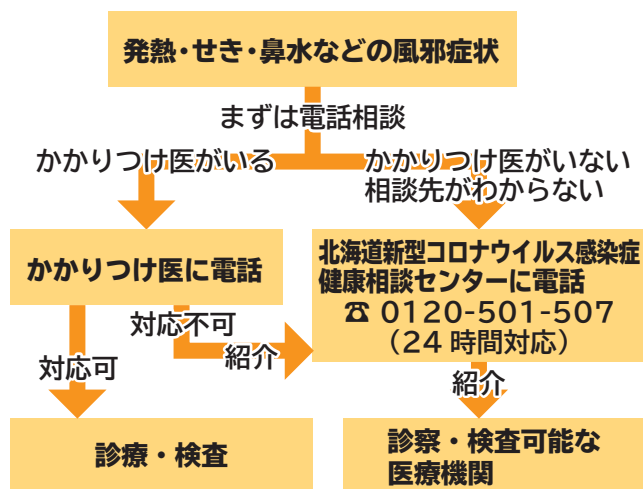 発熱・せき・鼻水などの風邪症状
まずは電話相談
かかりつけ医がいる
かかりつけ医がいない
相談先がわからない
かかりつけ医に電話
北海道新型コロナウイルス感染症
健康相談センターに電話
☎ 0120-501-507
（24 時間対応）
対応不可
紹介
対応可
紹介
診療・検査
診察・検査可能な
医療機関